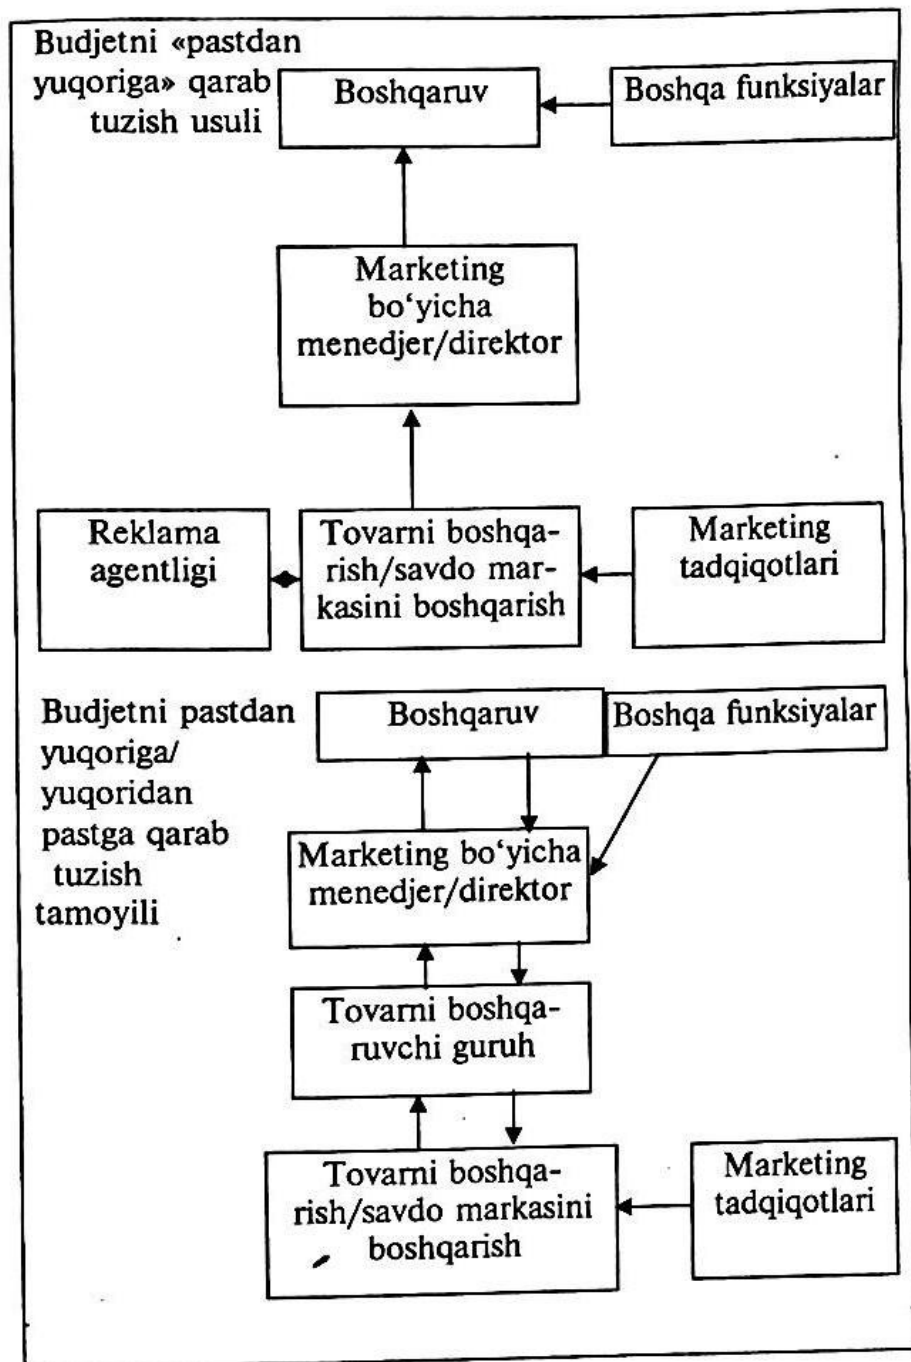 Budjetni «pastdan
yuqoriga» qarab
tuzish usuli
Boshqaruv
Boshqa funksiyalar
Marketing
bo‘yicha
menedjer/direktor
Reklama
agentligi
Tovarni boshqa-
rish/savdo mar-
kasini boshqarish
Marketing
tadqiqotlari
Budjetni pastdan
yuqoriga/
yuqoridan
pastga qarab
tuzish
tamoyili
Boshqaruv
Boshqa funksiyalar
Marketing bo‘yicha
menedjer/direktor
Tovarni boshqa-
ruvchi guruh
Tovarni boshqa-
rish/savdo markasini
boshqarish
Marketing
tadqiqotlari